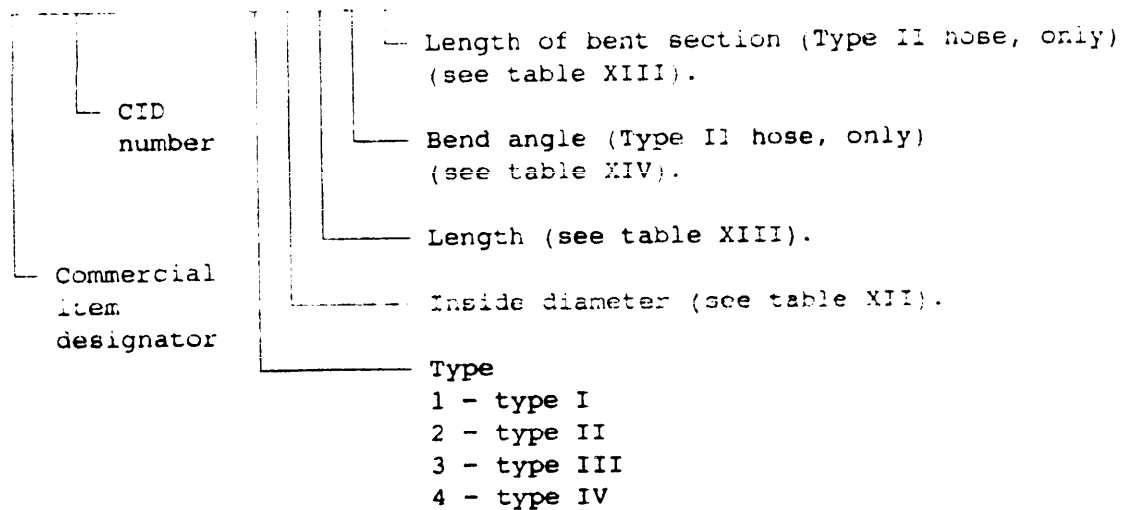 Length of bent section (Type II hose, only)
(see table XIII).
CID
number
Bend angle (Type II hose, only)
(see table XIV).
Length (see table XIII).
Commercial
item
designator
Inside diameter (see table XII).
Type
1 - type I
2 - type II
3 - type III
4 - type IV